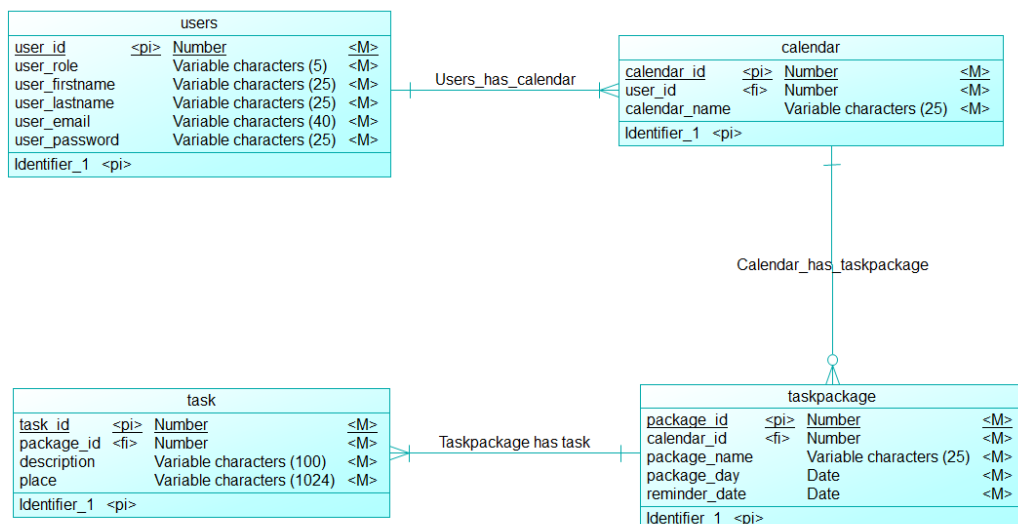 users
user_id <pi> Number <M>
user_role Variable characters (5) <M>
user_firstname Variable characters (25) <M>
user_lastname Variable characters (25) <M>
user_email Variable characters (40) <M>
user_password Variable characters (25) <M>
Identifier_1 <pi>
Users_has_calendar
calendar
calendar_id <pi> Number <M>
user_id <fi> Number <M>
calendar_name Variable characters (25) <M>
Identifier_1 <pi>
Calendar_has_taskpackage
task
task_id <pi> Number <M>
package_id <fi> Number <M>
description Variable characters (100) <M>
place Variable characters (1024) <M>
Identifier_1 <pi>
Taskpackage has task
taskpackage
package_id <pi> Number <M>
calendar_id <fi> Number <M>
package_name Variable characters (25) <M>
package_day Date <M>
reminder_date Date <M>
Identifier_1 <pi>